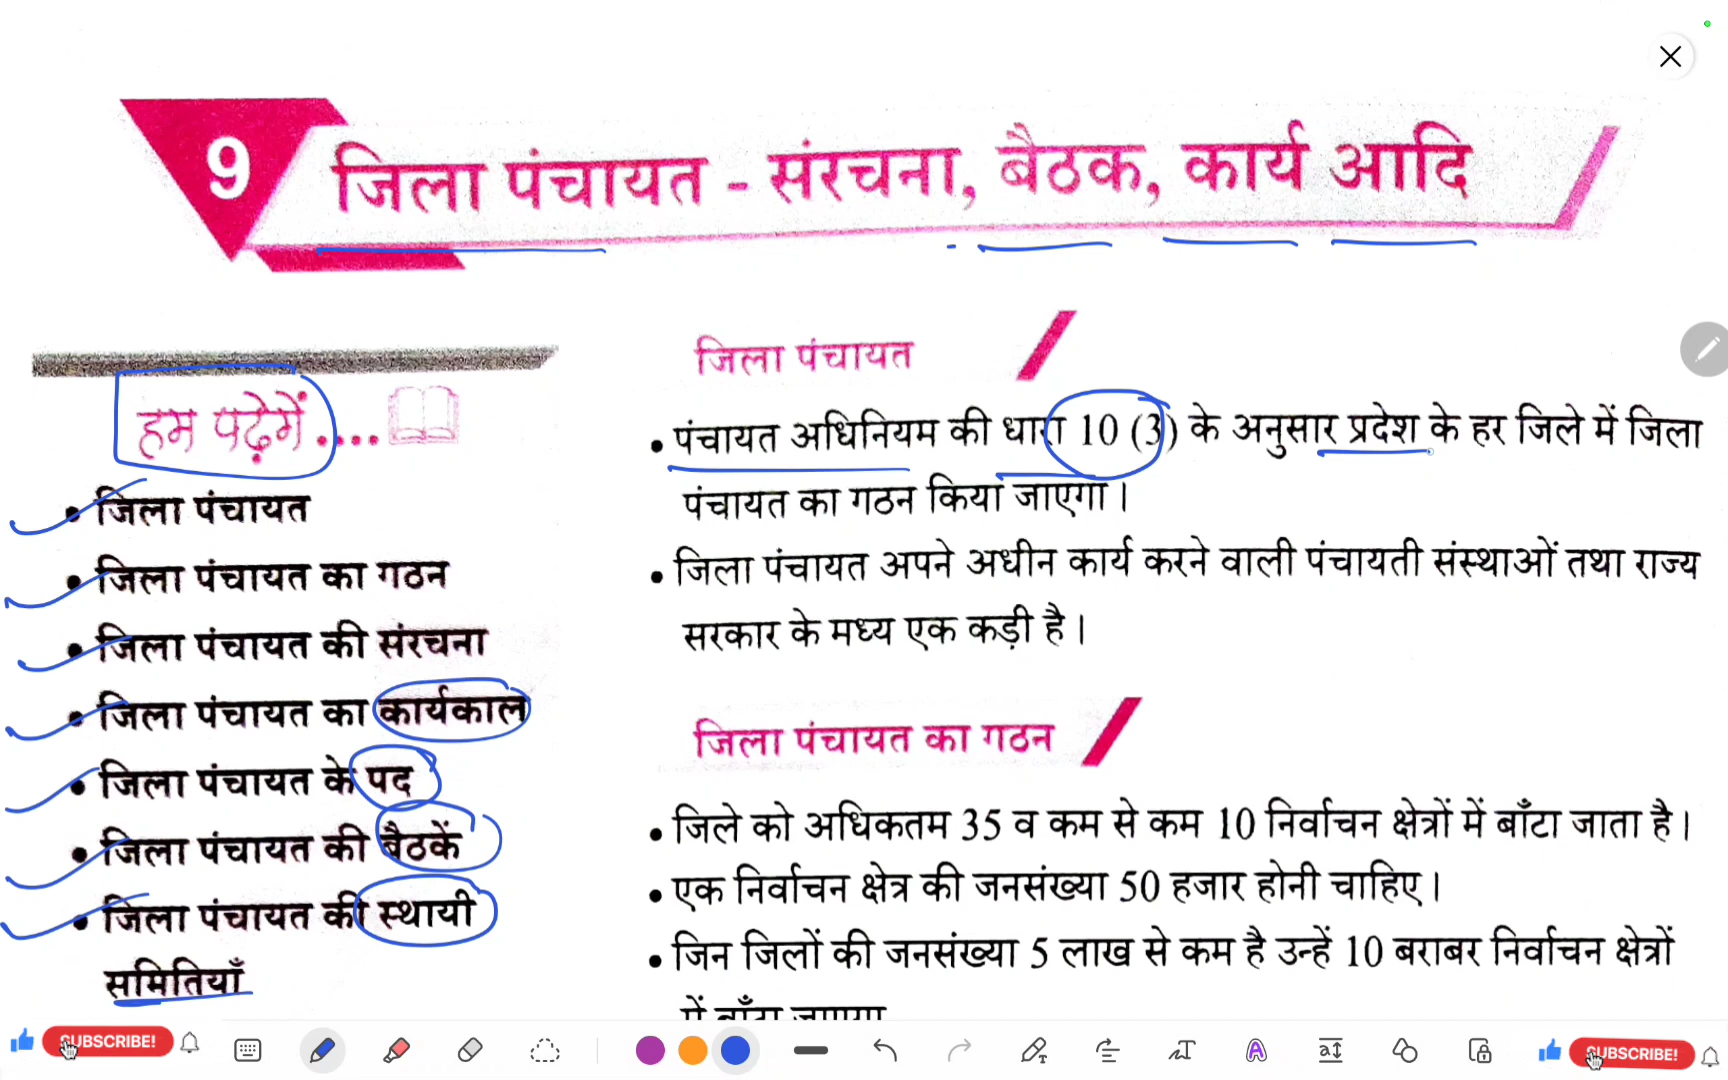 9
जिला पंचायत - संरचना, बैठक, कार्य आदि
हम पढ़ेगें....
• जिला पंचायत
• जिला पंचायत का गठन
• जिला पंचायत की संरचना
• जिला पंचायत का कार्यकाल
• जिला पंचायत के पद
• जिला पंचायत की बैठकें
• जिला पंचायत की स्थायी
समितियाँ
जिला पंचायत
• पंचायत अधिनियम की धारा 10 (3) के अनुसार प्रदेश के हर जिले में जिला
पंचायत का गठन किया जाएगा।
• जिला पंचायत अपने अधीन कार्य करने वाली पंचायती संस्थाओं तथा राज्य
सरकार के मध्य एक कड़ी है।
जिला पंचायत का गठन
• जिले को अधिकतम 35 व कम से कम 10 निर्वाचन क्षेत्रों में बाँटा जाता है।
• एक निर्वाचन क्षेत्र की जनसंख्या 50 हजार होनी चाहिए।
• जिन जिलों की जनसंख्या 5 लाख से कम है उन्हें 10 बराबर निर्वाचन क्षेत्रों
में बाँटा जाएगा
SUBSCRIBE!
SUBSCRIBE!